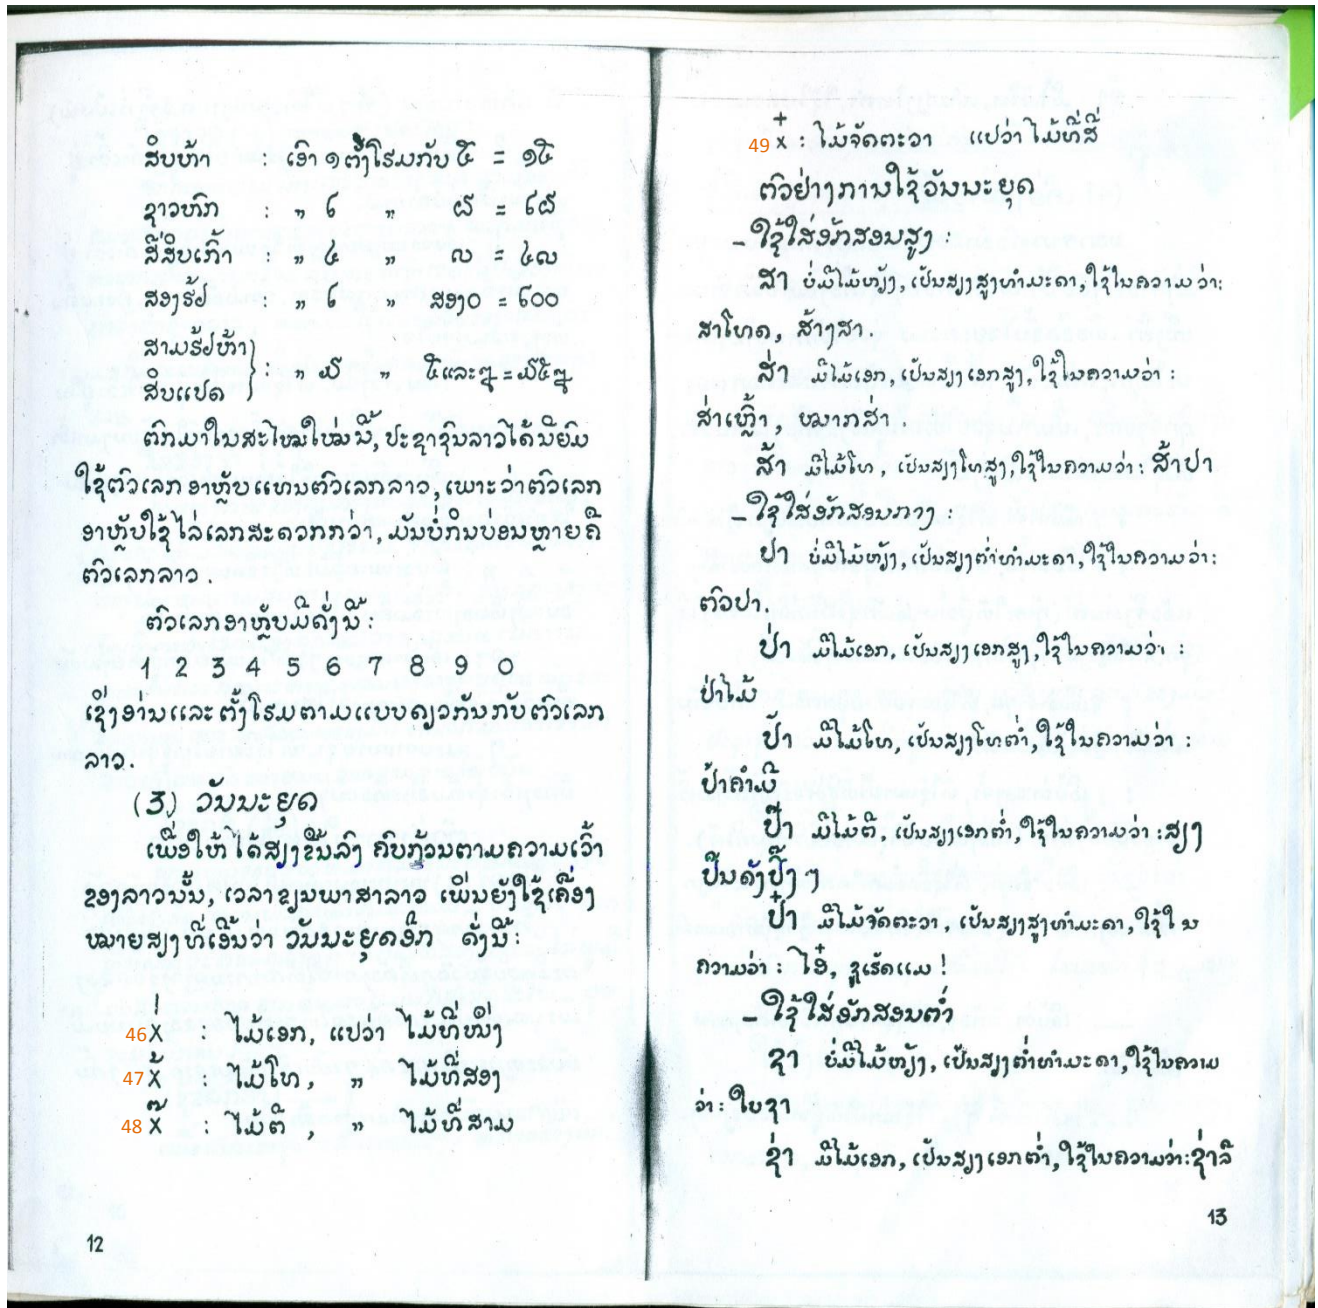 ສິບຫ້າ : ເອົາ ໑ຕັ້ງໂຮມກັບ ໕ = ໑໕
ຊາວຫົກ : „ ໒ „ ໖ = ໒໖
ສີ່ສິບເກົ້າ : „ ໔ „ ໙ = ໔໙
ສອງຮ້ອຍ : „ ໒ „ ສອງ໐ = ໒໐໐
ສາມຮ້ອຍຫ້າ
ສິບແປດ ) : „ ໓ „ ໕ແລະ໘ = ໓໕໘
ຕົກມາໃນສະໄໝໃໝ່ນີ້, ປະຊາຊົນລາວໄດ້ນິຍົມ
ໃຊ້ຕົວເລກອາຫຼັບແທນຕົວເລກລາວ, ເພາະວ່າຕົວເລກ
ອາຫຼັບໃຊ້ໄລ່ເລກສະດວກກວ່າ, ມັນບໍ່ກິນບ່ອນຫຼາຍຄື
ຕົວເລກລາວ.
ຕົວເລກອາຫຼັບມີດັ່ງນີ້:
1 2 3 4 5 6 7 8 9 0
ເຊິ່ງອ່ານແລະຕັ້ງໂຮມຕາມແບບດຽວກັນກັບຕົວເລກ
ລາວ.
(3) ວັນນະຍຸດ
ເພື່ອໃຫ້ໄດ້ສຽງຂຶ້ນລົງ ຄົບຖ້ວນຕາມຄວາມເວົ້າ
ຂອງລາວນັ້ນ, ເວລາຂຽນພາສາລາວ ເພິ່ນຍັງໃຊ້ເຄື່ອງ
ໝາຍສຽງທີ່ເອີ້ນວ່າ ວັນນະຍຸດອີກ ດັ່ງນີ້:
46 x່ : ໄມ້ເອກ, ແປວ່າ ໄມ້ທີ່ໜຶ່ງ
47 x້ : ໄມ້ໂທ, „ ໄມ້ທີ່ສອງ
48 x໊ : ໄມ້ຕີ, „ ໄມ້ທີ່ສາມ
12
49 x໋ : ໄມ້ຈັດຕະວາ ແປວ່າ ໄມ້ທີ່ສີ່
ຕົວຢ່າງການໃຊ້ວັນນະຍຸດ
– ໃຊ້ໃສ່ອັກສອນສູງ :
ສາ ບໍ່ມີໄມ້ຫຍັງ, ເປັນສຽງສູງທຳມະດາ, ໃຊ້ໃນຄວາມວ່າ:
ສາໂຫດ, ສ້າງສາ.
ສ່າ ມີໄມ້ເອກ, ເປັນສຽງເອກສູງ, ໃຊ້ໃນຄວາມວ່າ :
ສ່າເຫຼົ້າ, ໝາກສ່າ.
ສ້າ ມີໄມ້ໂທ, ເປັນສຽງໂທສູງ, ໃຊ້ໃນຄວາມວ່າ: ສ້າປາ
– ໃຊ້ໃສ່ອັກສອນກາງ :
ປາ ບໍ່ມີໄມ້ຫຍັງ, ເປັນສຽງຕ່ຳທຳມະດາ, ໃຊ້ໃນຄວາມວ່າ:
ຕົວປາ.
ປ່າ ມີໄມ້ເອກ, ເປັນສຽງເອກສູງ, ໃຊ້ໃນຄວາມວ່າ :
ປ່າໄມ້
ປ້າ ມີໄມ້ໂທ, ເປັນສຽງໂທຕ່ຳ, ໃຊ້ໃນຄວາມວ່າ :
ປ້າຄຳມີ
ປ໊າ ມີໄມ້ຕີ, ເປັນສຽງເອກຕ່ຳ, ໃຊ້ໃນຄວາມວ່າ : ສຽງ
ປືນດັງປ໊າງ ໆ
ປ໋າ ມີໄມ້ຈັດຕະວາ, ເປັນສຽງສູງທຳມະດາ, ໃຊ້ໃນ
ຄວາມວ່າ : ໂອ໋, ຊູເຮັດແມ !
– ໃຊ້ໃສ່ອັກສອນຕ່ຳ
ຊາ ບໍ່ມີໄມ້ຫຍັງ, ເປັນສຽງຕ່ຳທຳມະດາ, ໃຊ້ໃນຄວາມ
ວ່າ : ໃບຊາ
ຊ່າ ມີໄມ້ເອກ, ເປັນສຽງເອກຕ່ຳ, ໃຊ້ໃນຄວາມວ່າ: ຊ່າລື
13